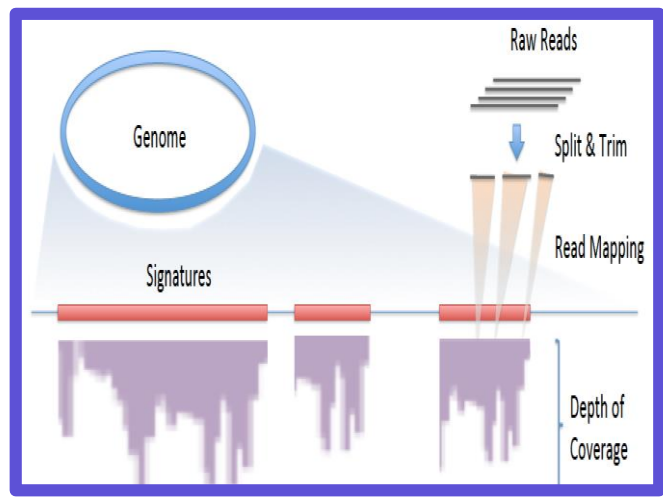 Raw Reads
Genome
Split & Trim
Read Mapping
Signatures
Depth of
Coverage